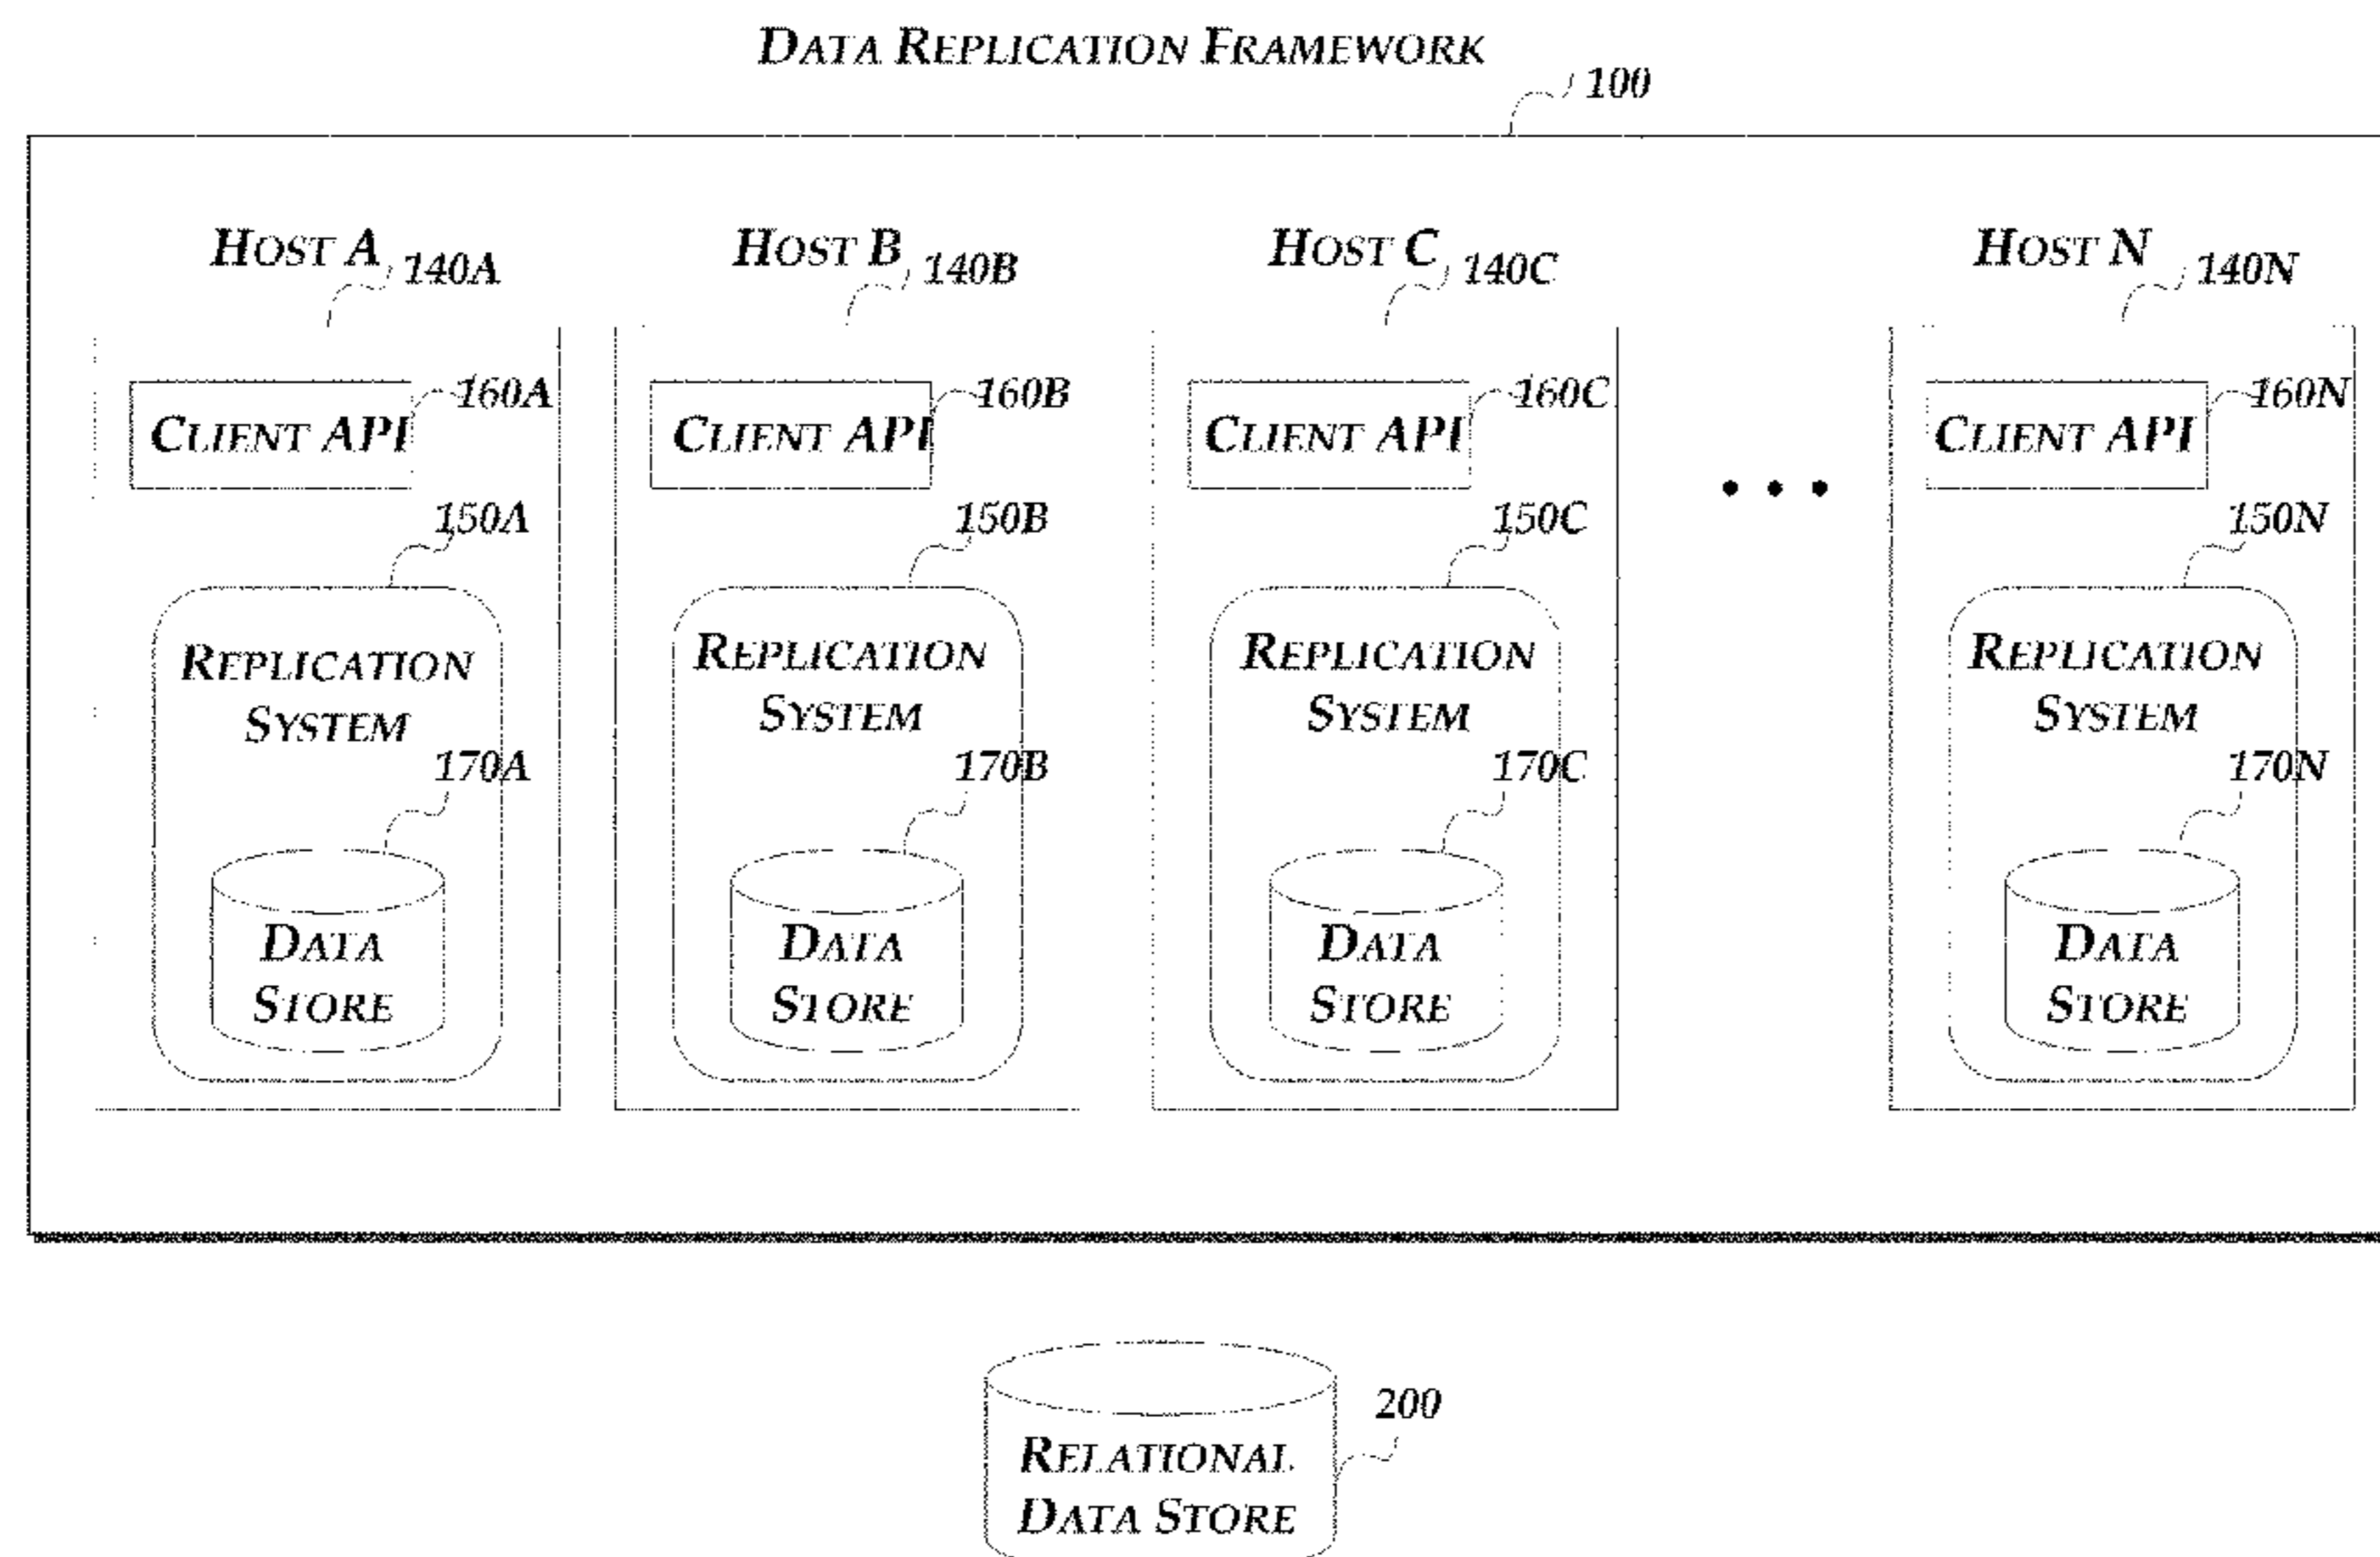 DATA REPLICATION FRAMEWORK
100
HOST A
140A
HOST B
140B
HOST C
140C
HOST N
140N
160A
160B
160C
160N
CLIENT API
CLIENT API
CLIENT API
CLIENT API
• • •
150A
150B
150C
150N
REPLICATION
SYSTEM
REPLICATION
SYSTEM
REPLICATION
SYSTEM
REPLICATION
SYSTEM
170A
170B
170C
170N
DATA
STORE
DATA
STORE
DATA
STORE
DATA
STORE
200
RELATIONAL
DATA STORE